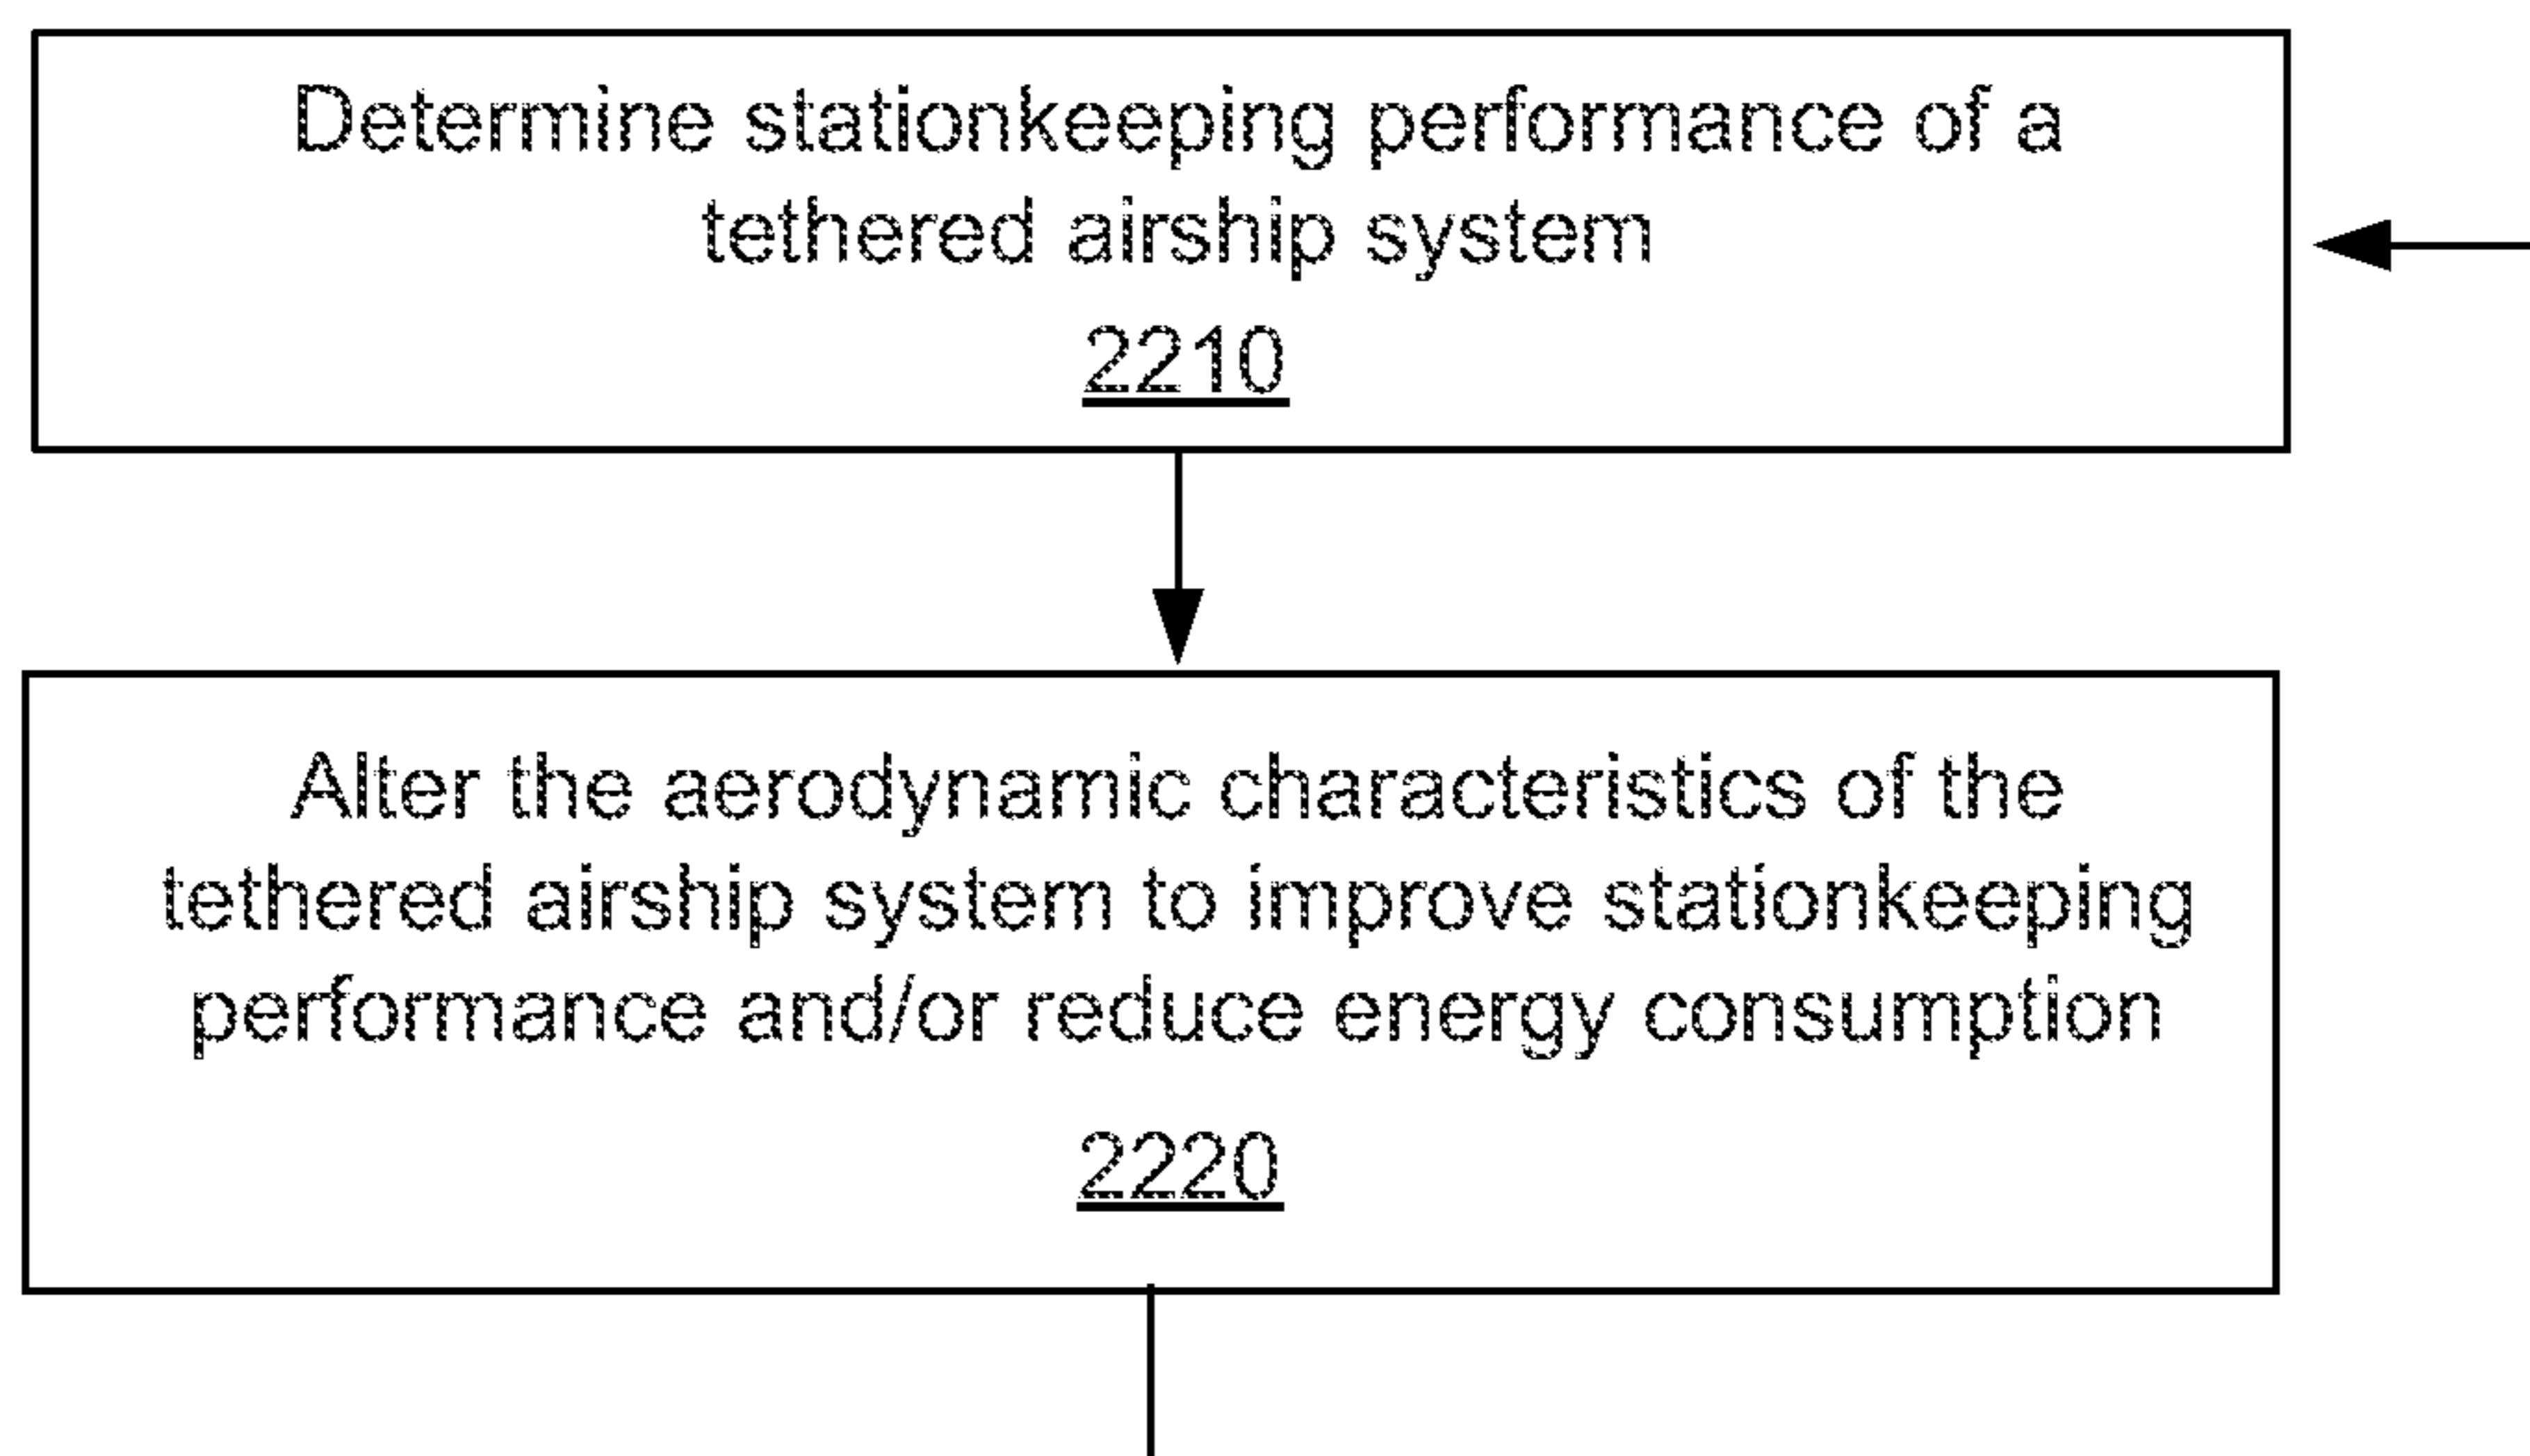 Determine stationkeeping performance of a
tethered airship system
2210
Alter the aerodynamic characteristics of the
tethered airship system to improve stationkeeping
performance and/or reduce energy consumption
2220